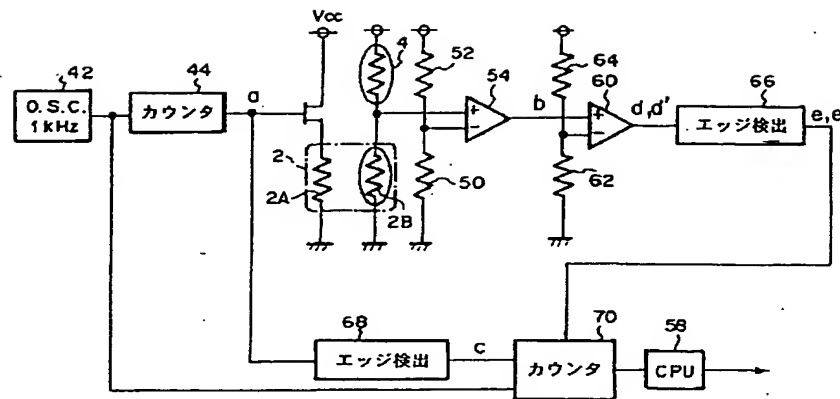 42
O.S.C.
1kHz
44
カウンタ
a
Vcc
2
2A
2B
4
52
50
54
b
64
60
62
d,d'
66
エッジ検出
e,e
68
エッジ検出
c
70
カウンタ
58
CPU